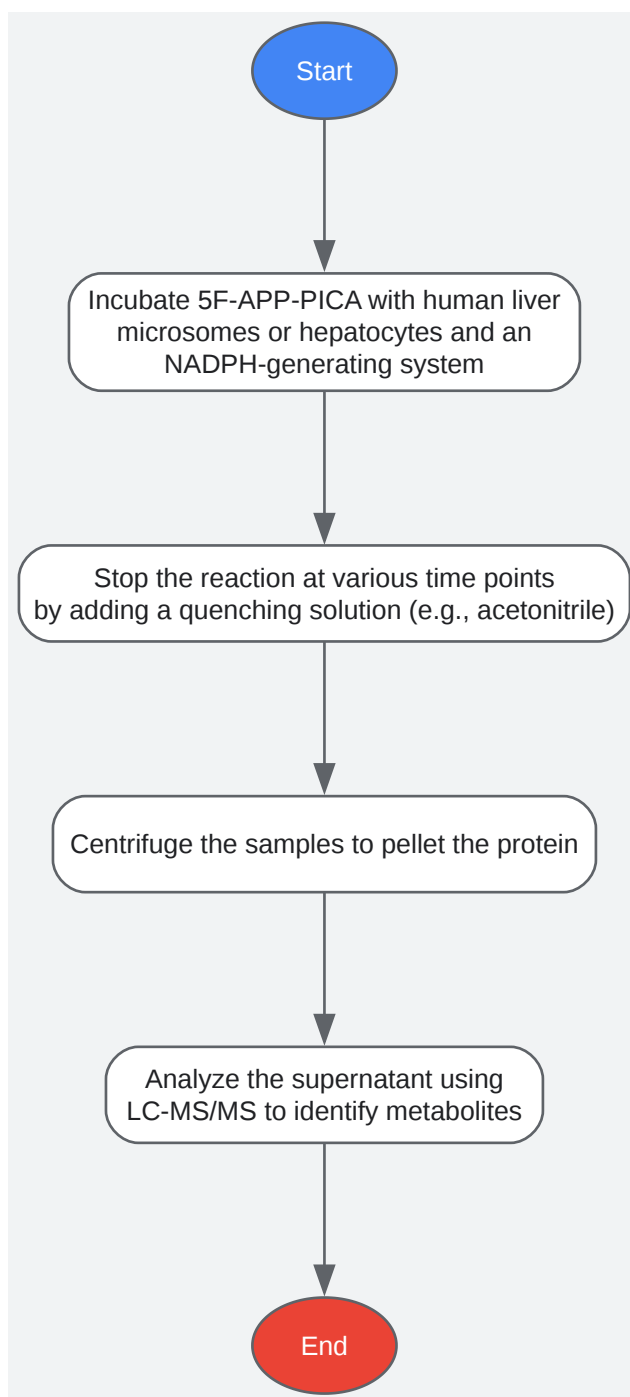 Start
Incubate 5F-APP-PICA with human liver
microsomes or hepatocytes and an
NADPH-generating system
Stop the reaction at various time points
by adding a quenching solution (e.g., acetonitrile)
Centrifuge the samples to pellet the protein
Analyze the supernatant using
LC-MS/MS to identify metabolites
End